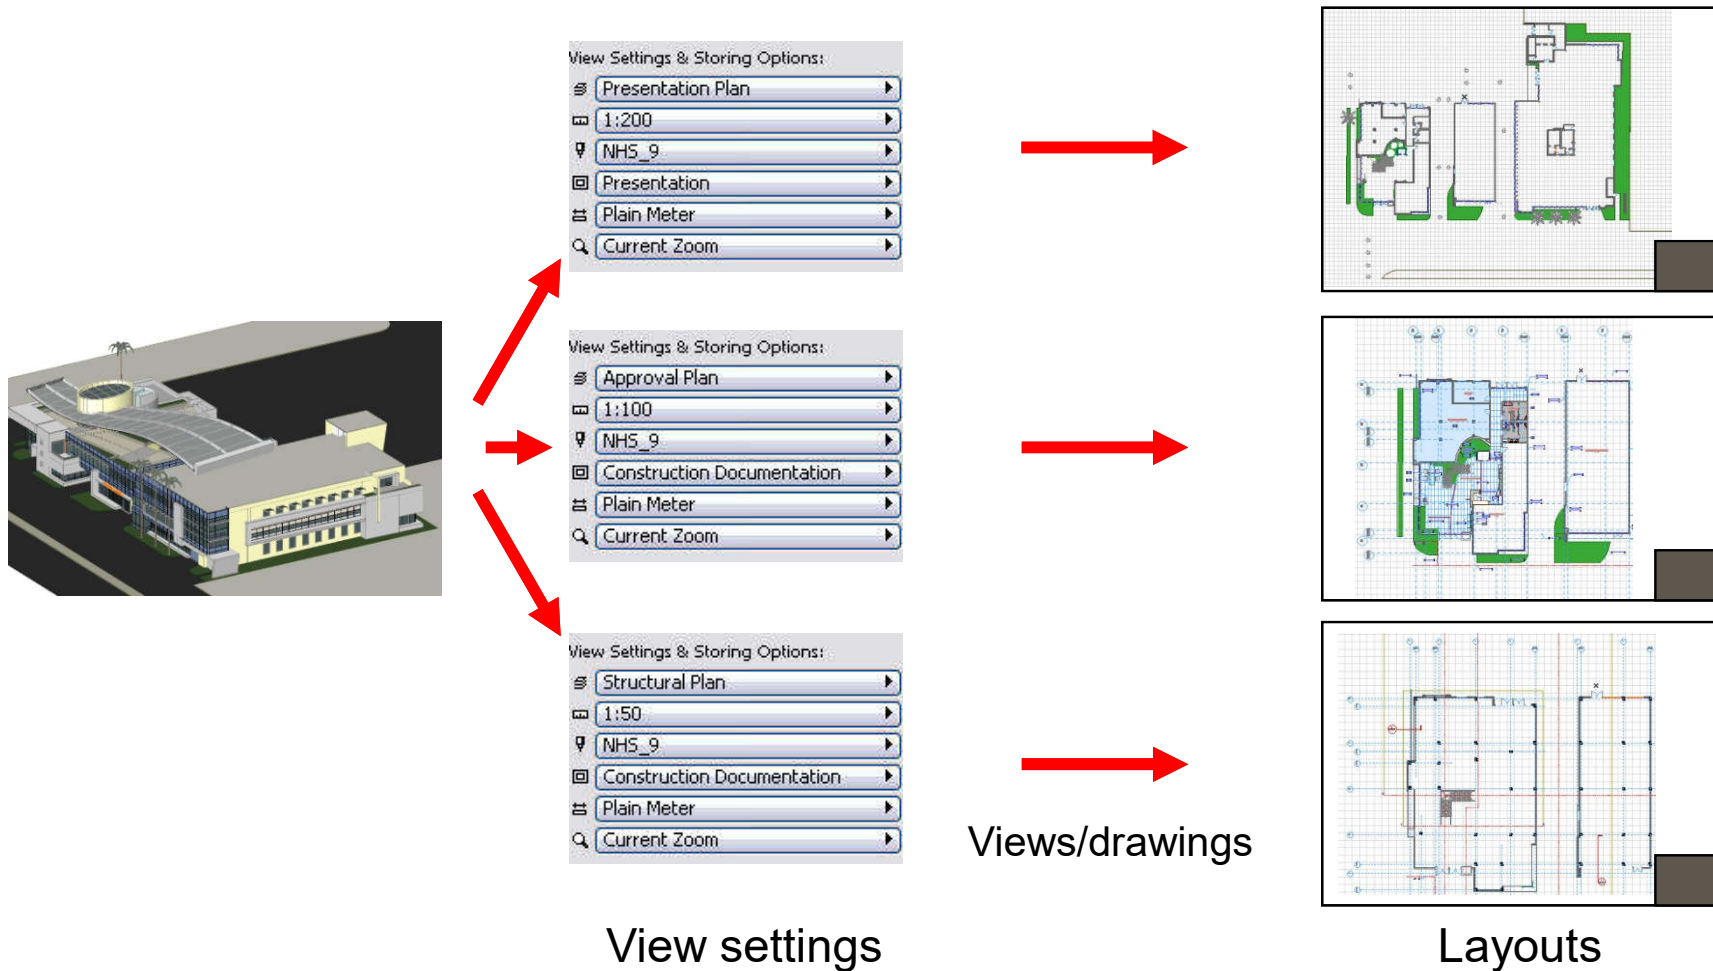 View Settings & Storing Options:
Presentation Plan
1:200
NHS_9
Presentation
Plain Meter
Current Zoom
View Settings & Storing Options:
Approval Plan
1:100
NHS_9
Construction Documentation
Plain Meter
Current Zoom
View Settings & Storing Options:
Structural Plan
1:50
NHS_9
Construction Documentation
Plain Meter
Current Zoom
Views/drawings
View settings
Layouts